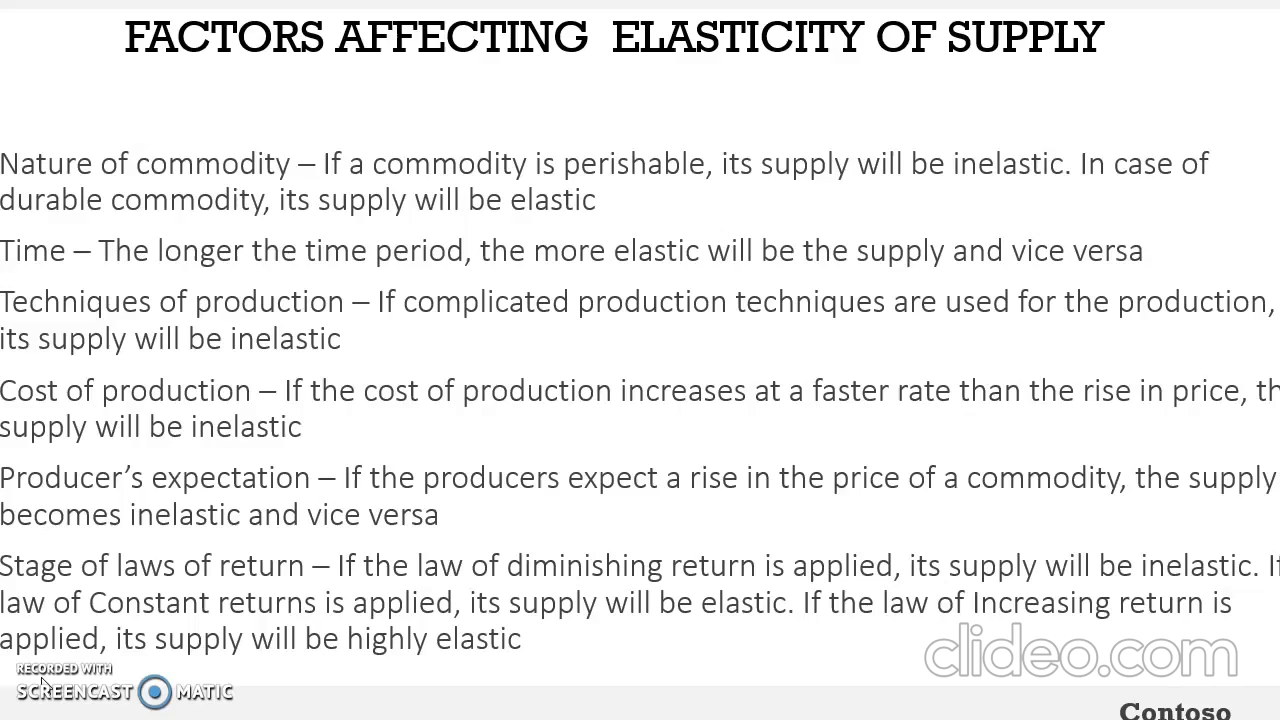 FACTORS AFFECTING ELASTICITY OF SUPPLY
Nature of commodity – If a commodity is perishable, its supply will be inelastic. In case of
durable commodity, its supply will be elastic
Time – The longer the time period, the more elastic will be the supply and vice versa
Techniques of production – If complicated production techniques are used for the production,
its supply will be inelastic
Cost of production – If the cost of production increases at a faster rate than the rise in price, th
supply will be inelastic
Producer’s expectation – If the producers expect a rise in the price of a commodity, the supply
becomes inelastic and vice versa
Stage of laws of return – If the law of diminishing return is applied, its supply will be inelastic. If
law of Constant returns is applied, its supply will be elastic. If the law of Increasing return is
applied, its supply will be highly elastic
clideo.com
RECORDED WITH
SCREENCAST MATIC
Contoso